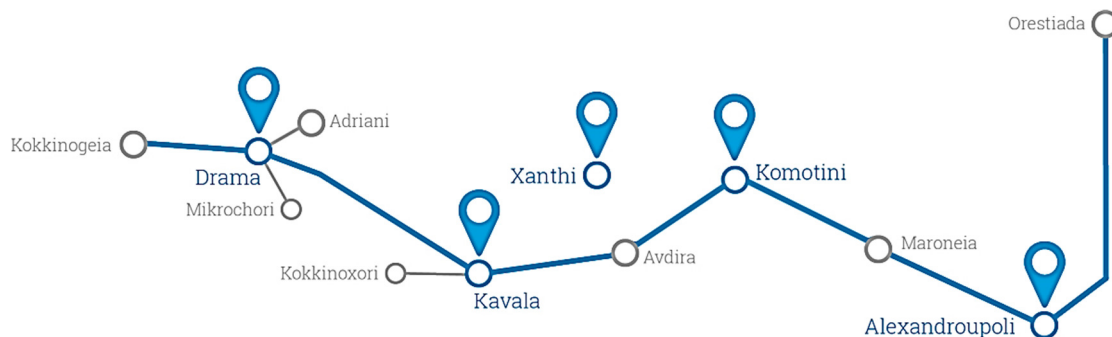 Orestiada
Adriani
Kokkinogeia
Drama
Xanthi
Komotini
Mikrochori
Maroneia
Avdira
Kokkinoxori
Kavala
Alexandroupoli